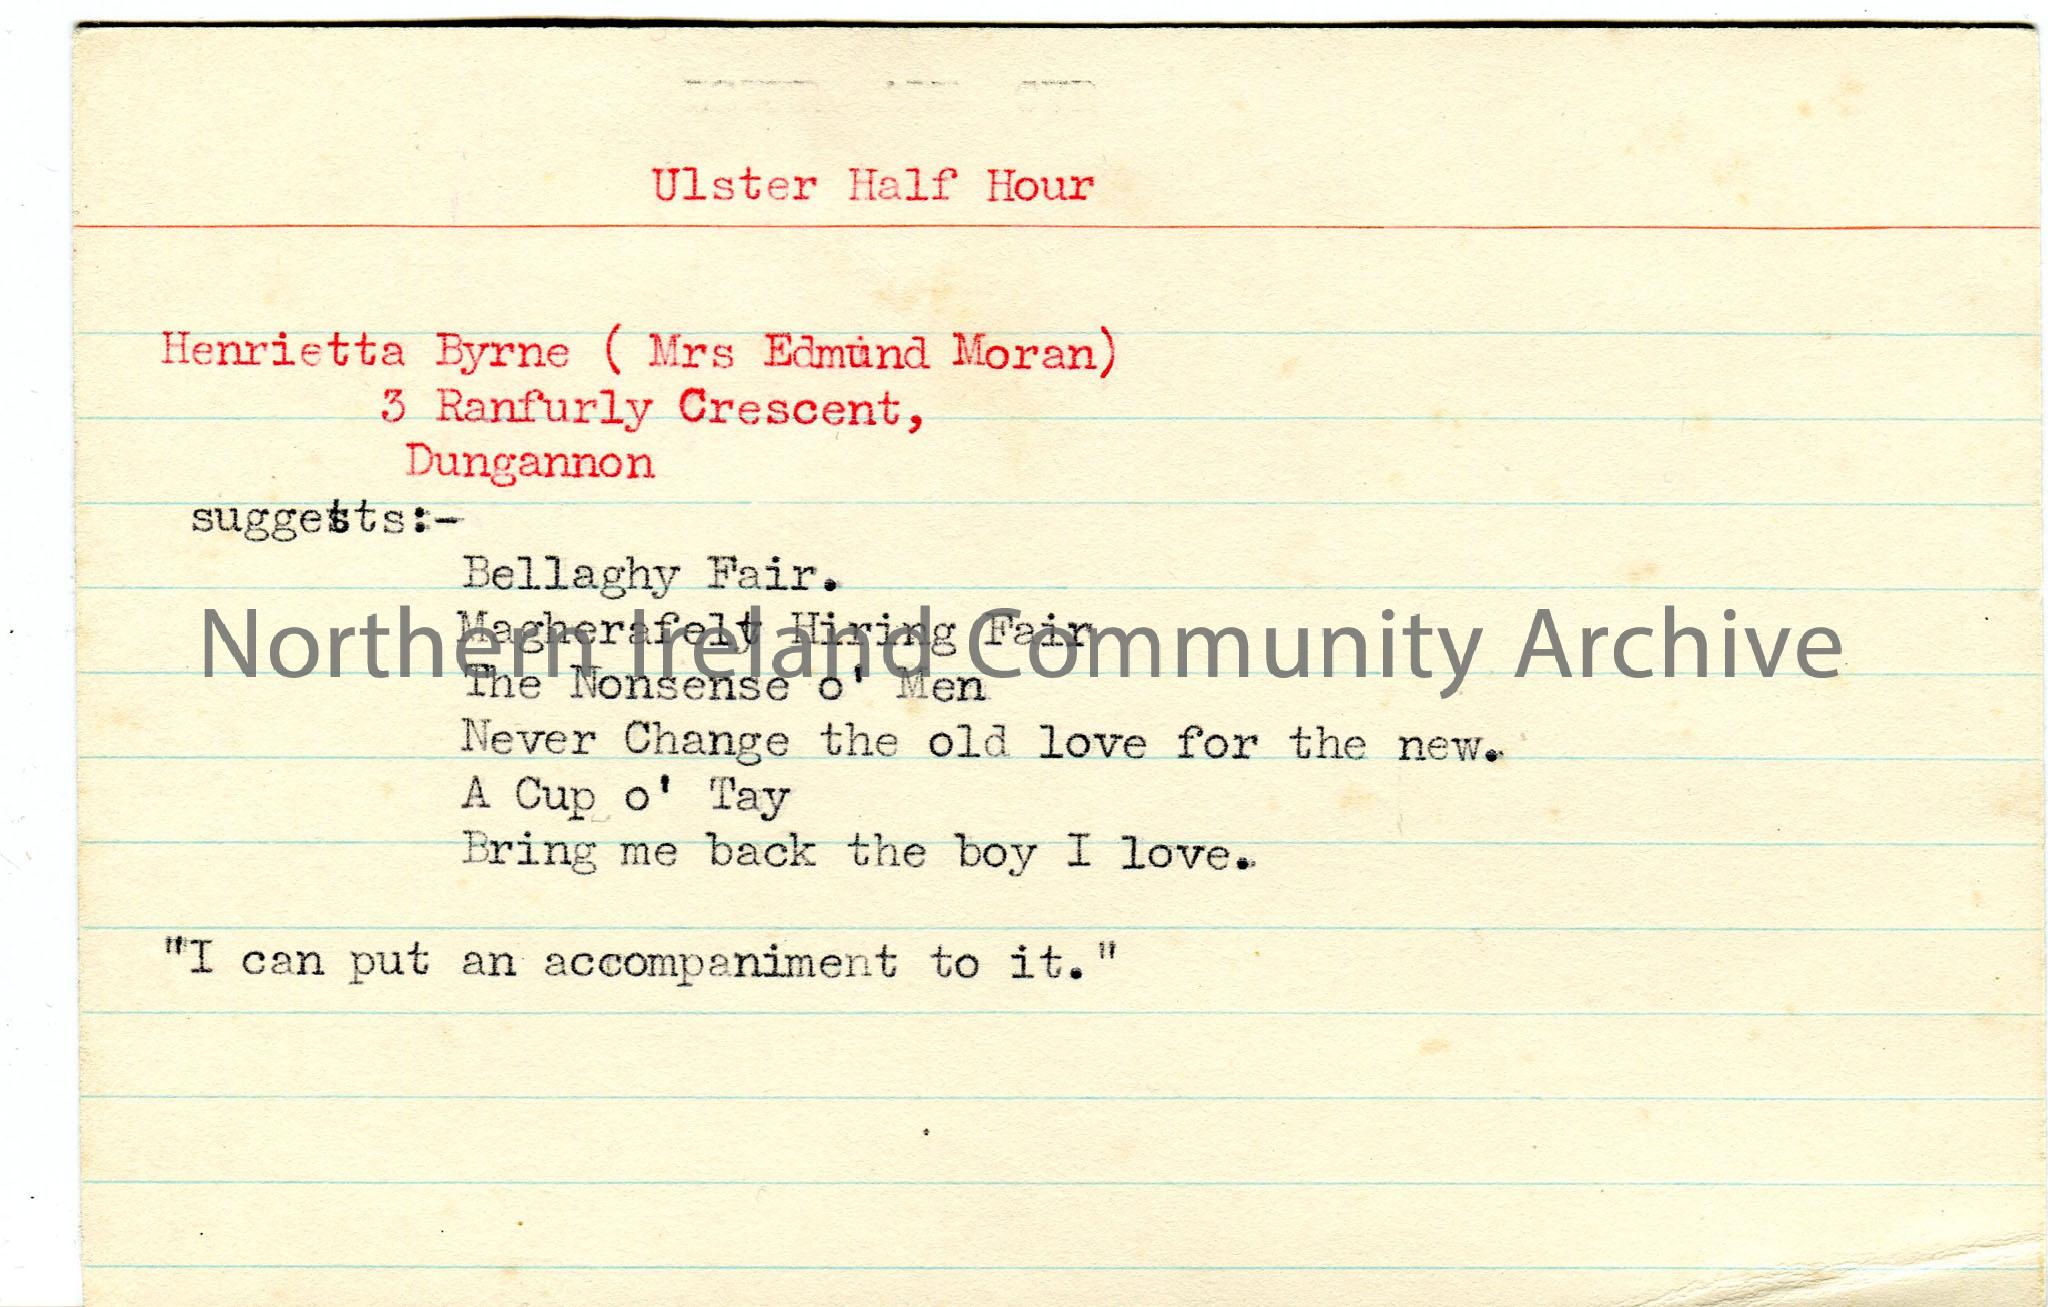 Ulster Half Hour
Henrietta Byrne ( Mrs Edmund Moran)
3 Ranfurly Crescent,
Dungannon
suggests:-
Bellaghy Fair.
Magherafelt Hiring Fair
Northern Ireland Community Archive
The Nonsense o' Men
Never Change the old love for the new.
A Cup o' Tay
Bring me back the boy I love.
"I can put an accompaniment to it."